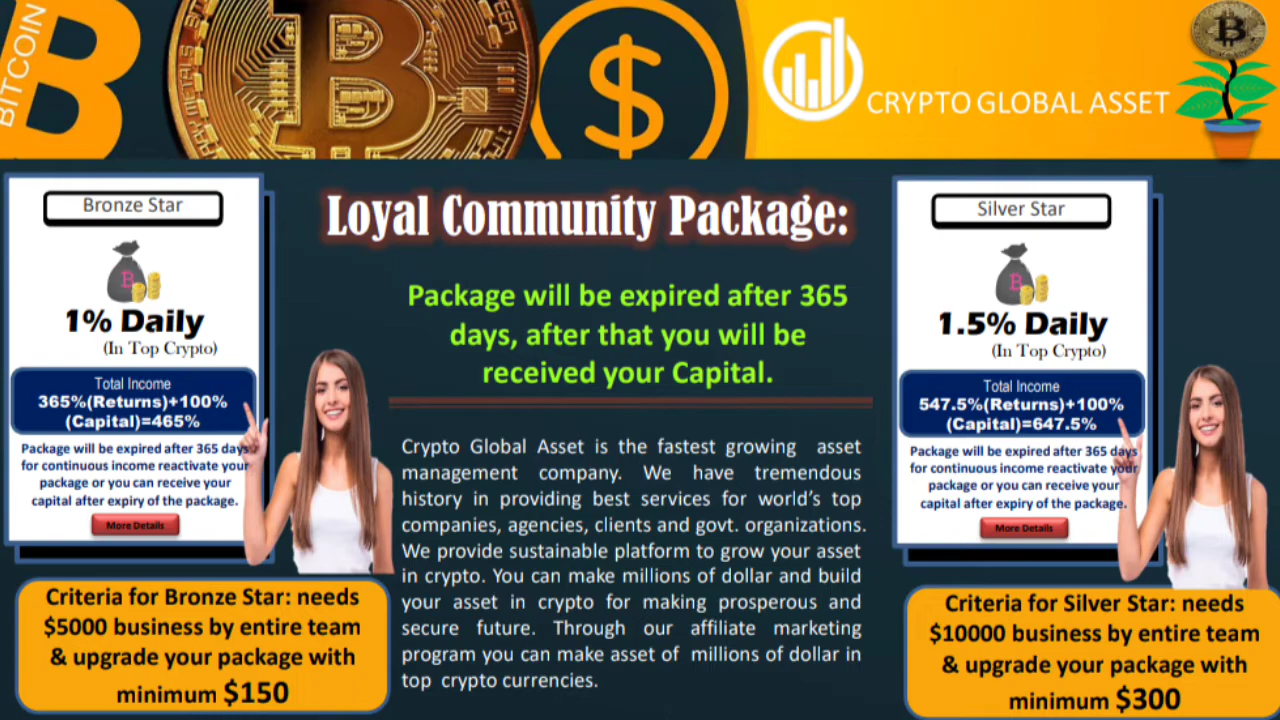 BITCOIN
CRYPTO GLOBAL ASSET
Bronze Star
1% Daily
(In Top Crypto)
Total Income
365%(Returns)+100%
(Capital)=465%
Package will be expired after 365 days
for continuous income reactivate your
package or you can receive your
capital after expiry of the package.
More Details
Criteria for Bronze Star: needs
$5000 business by entire team
& upgrade your package with
minimum $150
Loyal Community Package:
Package will be expired after 365
days, after that you will be
received your Capital.
Crypto Global Asset is the fastest growing asset
management company. We have tremendous
history in providing best services for world's top
companies, agencies, clients and govt. organizations.
We provide sustainable platform to grow your asset
in crypto. You can make millions of dollar and build
your asset in crypto for making prosperous and
secure future. Through our affiliate marketing
program you can make asset of millions of dollar in
top crypto currencies.
Silver Star
1.5% Daily
(In Top Crypto)
Total Income
547.5%(Returns)+100%
(Capital)=647.5%
Package will be expired after 365 days
for continuous income reactivate your
package or you can receive your
capital after expiry of the package.
More Details
Criteria for Silver Star: needs
$10000 business by entire team
& upgrade your package with
minimum $300